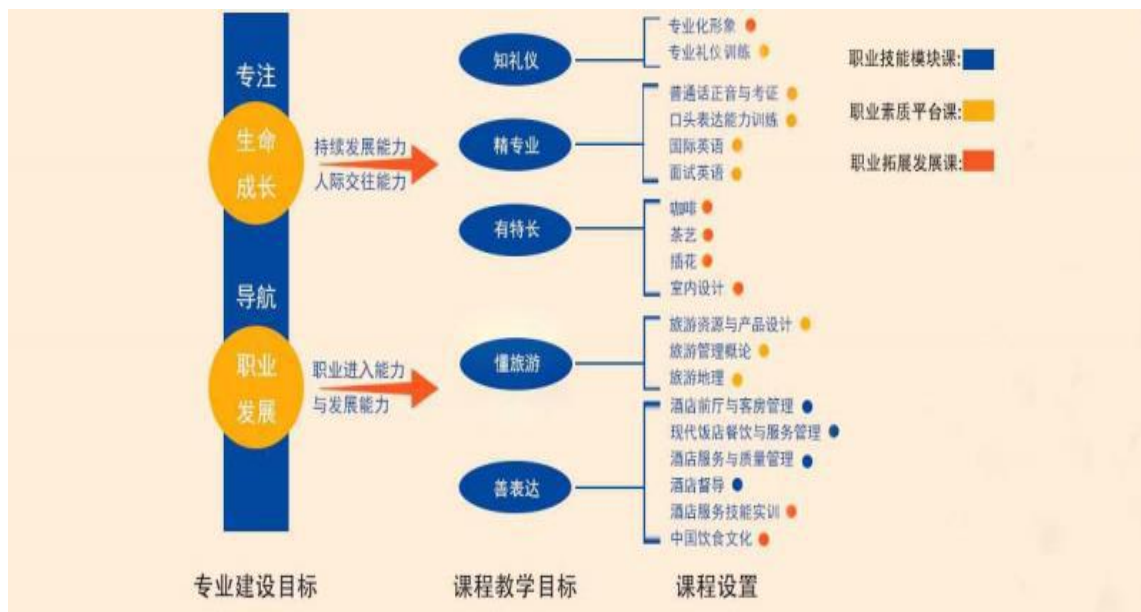 专注
生命
成长
持续发展能力
人际交往能力
导航
职业
发展
职业进入能力
与发展能力
知礼仪
专业化形象
专业礼仪训练
精专业
普通话正音与考证
口头表达能力训练
国际英语
面试英语
有特长
咖啡
茶艺
插花
室内设计
懂旅游
旅游资源与产品设计
旅游管理概论
旅游地理
善表达
酒店前厅与客房管理
现代饭店餐饮与服务管理
酒店服务与质量管理
酒店督导
酒店服务技能实训
中国饮食文化
职业技能模块课:
职业素质平台课:
职业拓展发展课:
专业建设目标
课程教学目标
课程设置